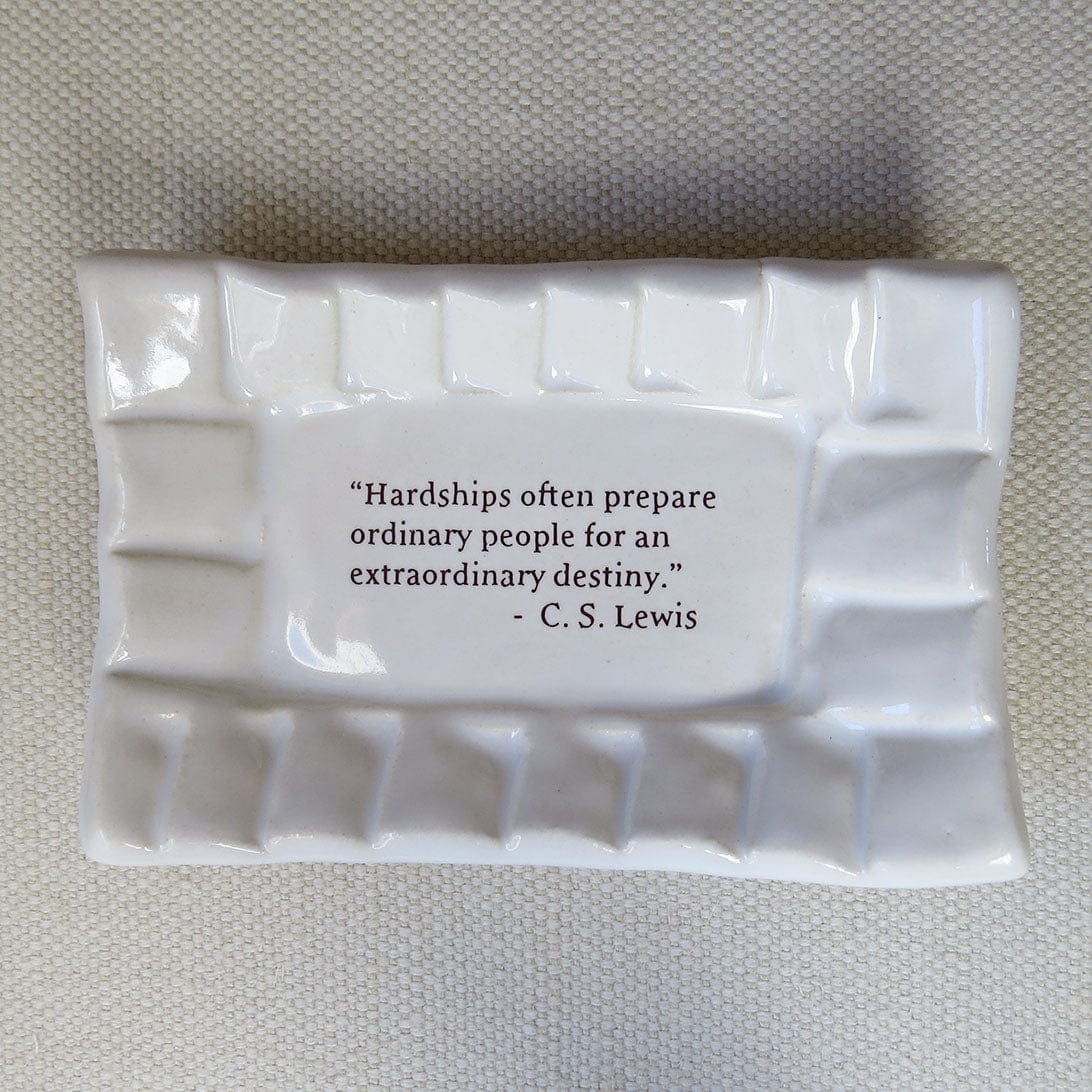 “Hardships often prepare
ordinary people for an
extraordinary destiny.”
- C. S. Lewis